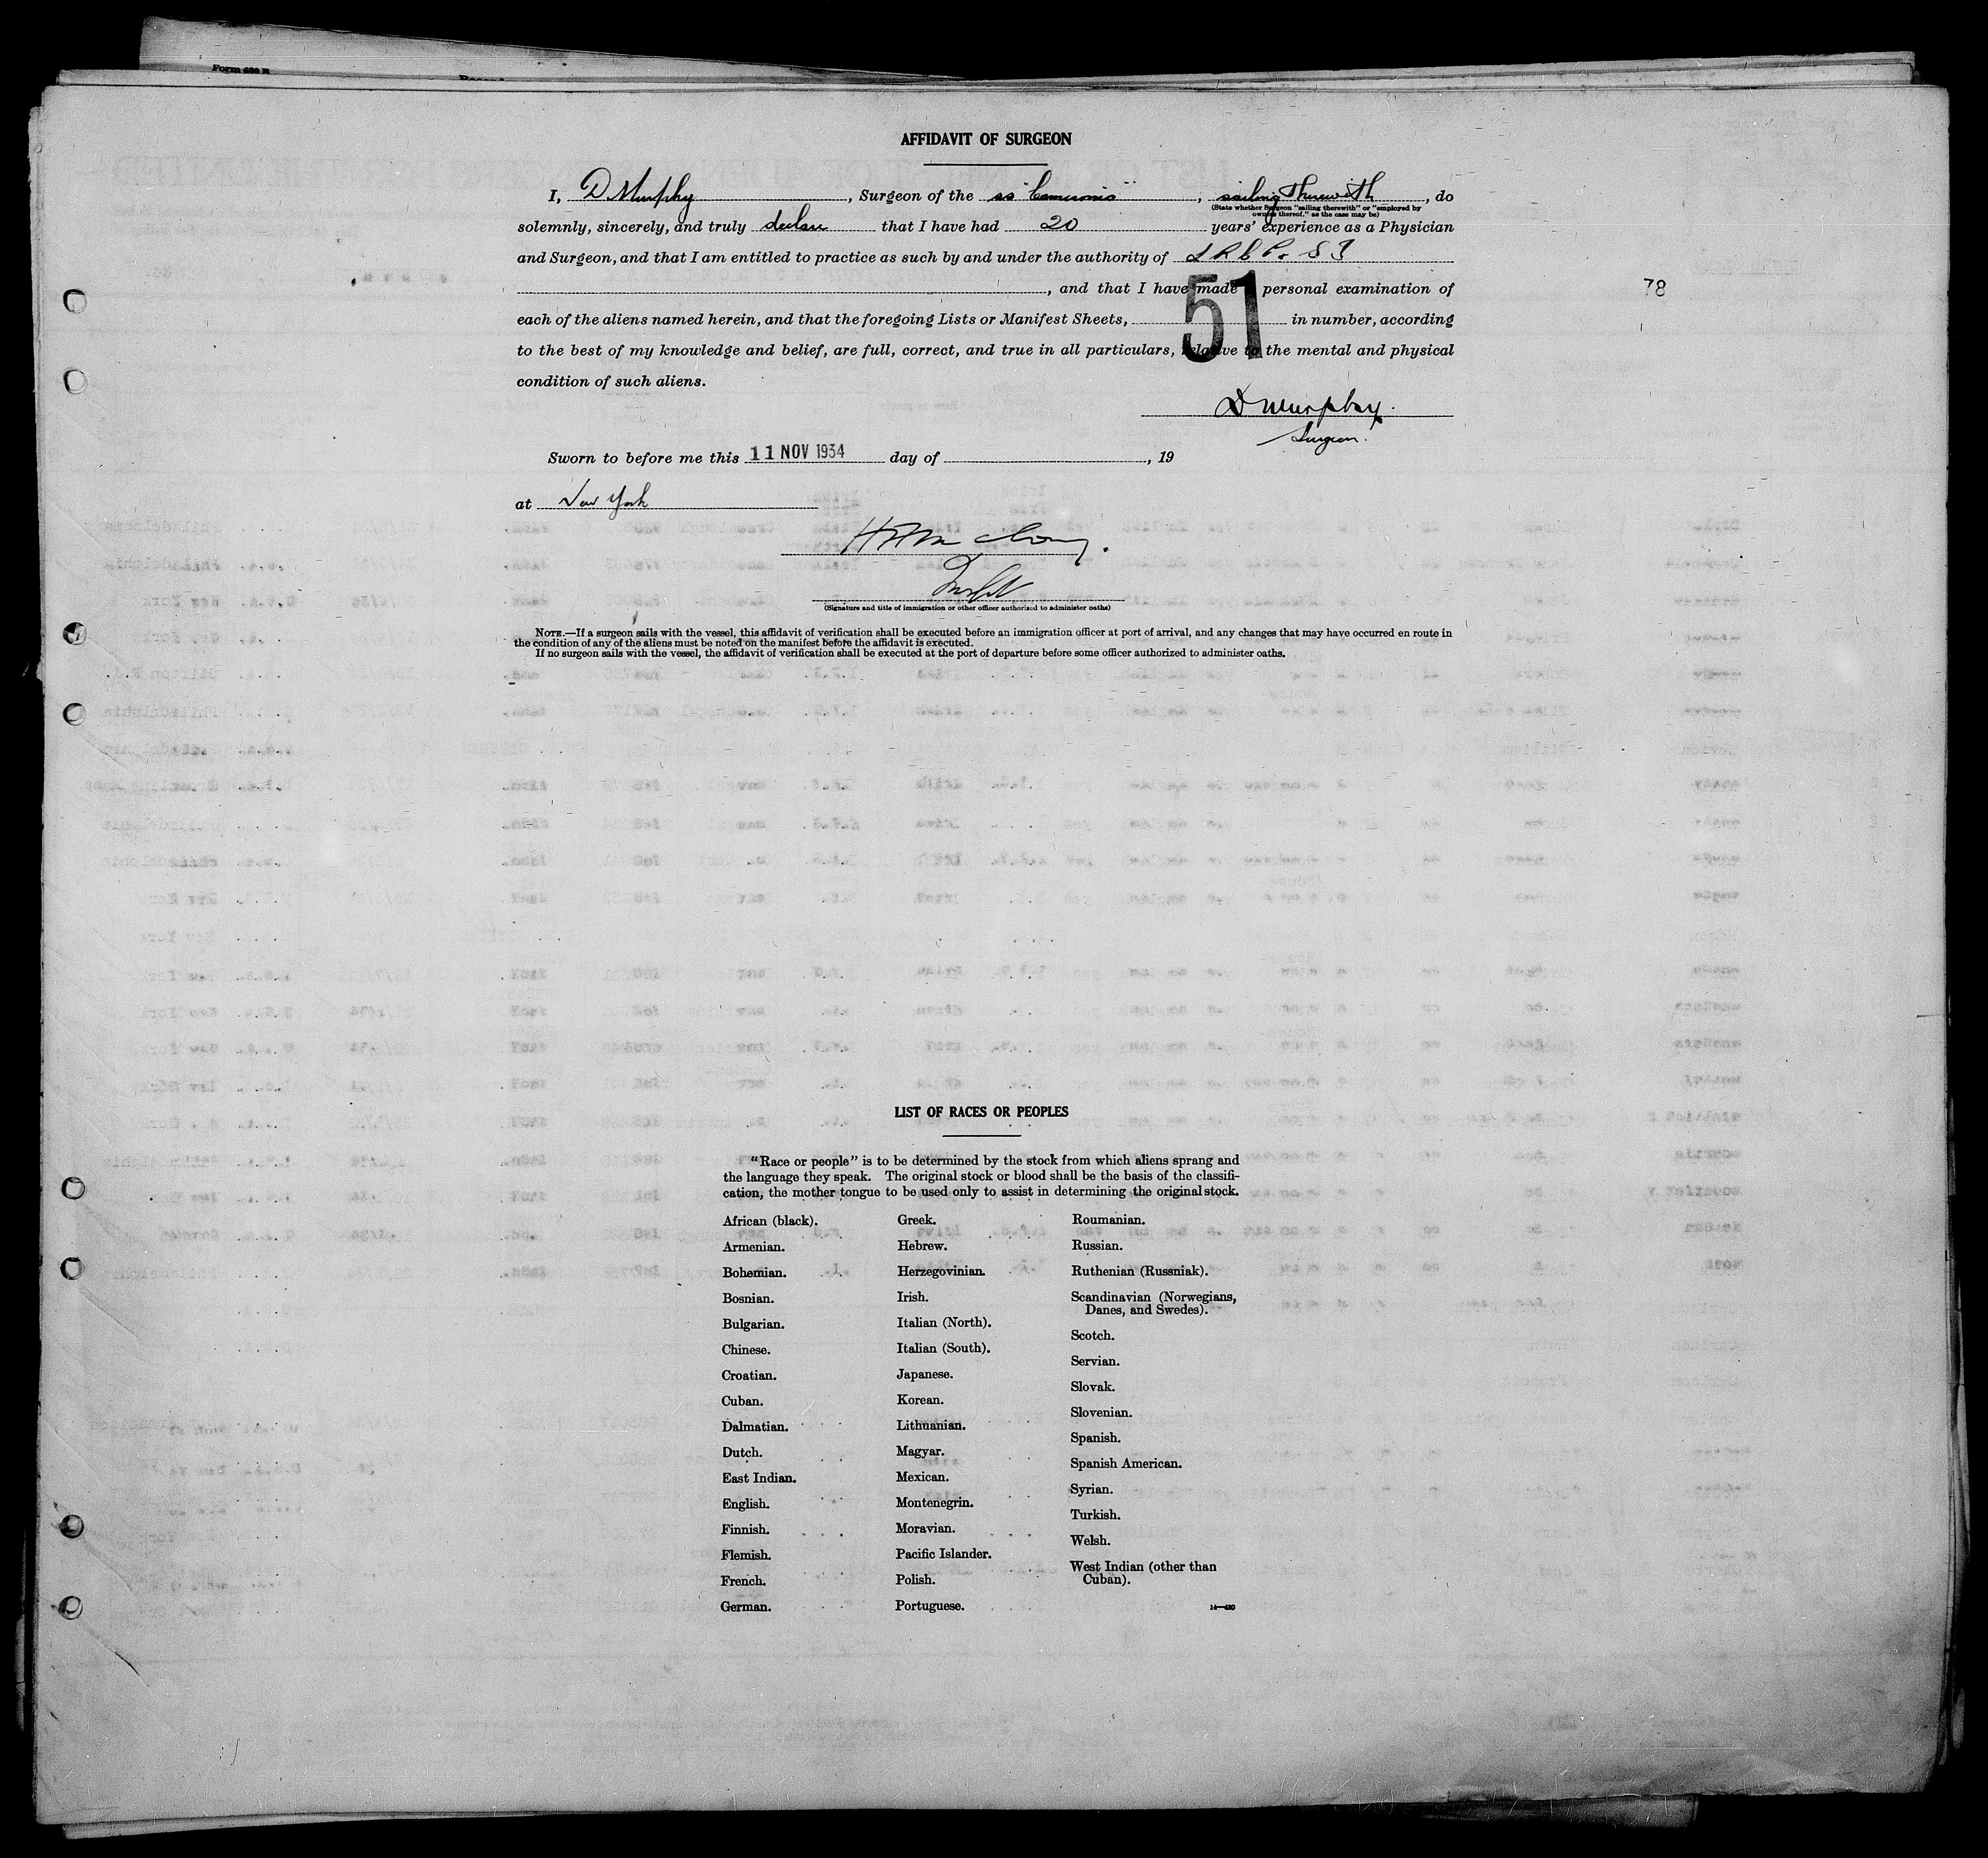 Form 630 B
AFFIDAVIT OF SURGEON
I, D Murphy, Surgeon of the ss "Cameronia", sailing therewith, do
(State whether Surgeon "sailing therewith" or "employed by
owners thereof," as the case may be)
solemnly, sincerely, and truly declare that I have had 20 years' experience as a Physician
and Surgeon, and that I am entitled to practice as such by and under the authority of L R C P. S I
, and that I have made personal examination of
51
78
each of the aliens named herein, and that the foregoing Lists or Manifest Sheets, in number, according
to the best of my knowledge and belief, are full, correct, and true in all particulars, relative to the mental and physical
condition of such aliens.
D Murphy.
Surgeon.
Sworn to before me this 11 NOV 1934 day of , 19
at New York
(Signature and title of immigration or other officer authorized to administer oaths)
NOTE.—If a surgeon sails with the vessel, this affidavit of verification shall be executed before an immigration officer at port of arrival, and any changes that may have occurred en route in
the condition of any of the aliens must be noted on the manifest before the affidavit is executed.
If no surgeon sails with the vessel, the affidavit of verification shall be executed at the port of departure before some officer authorized to administer oaths.
LIST OF RACES OR PEOPLES
"Race or people" is to be determined by the stock from which aliens sprang and
the language they speak. The original stock or blood shall be the basis of the classifi-
cation, the mother tongue to be used only to assist in determining the original stock.
African (black).
Armenian.
Bohemian.
Bosnian.
Bulgarian.
Chinese.
Croatian.
Cuban.
Dalmatian.
Dutch.
East Indian.
English.
Finnish.
Flemish.
French.
German.
Greek.
Hebrew.
Herzegovinian.
Irish.
Italian (North).
Italian (South).
Japanese.
Korean.
Lithuanian.
Magyar.
Mexican.
Montenegrin.
Moravian.
Pacific Islander.
Polish.
Portuguese.
Roumanian.
Russian.
Ruthenian (Russniak).
Scandinavian (Norwegians,
Danes, and Swedes).
Scotch.
Servian.
Slovak.
Slovenian.
Spanish.
Spanish American.
Syrian.
Turkish.
Welsh.
West Indian (other than
Cuban).